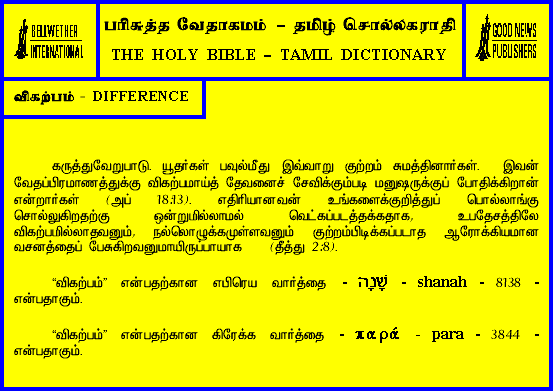 BELLWETHER
INTERNATIONAL
பரிசுத்த வேதாகமம் – தமிழ் சொல்லகராதி
THE HOLY BIBLE – TAMIL DICTIONARY
GOOD NEWS
PUBLISHERS
விகற்பம் - DIFFERENCE
கருத்துவேறுபாடு. யூதர்கள் பவுல்மீது இவ்வாறு குற்றம் சுமத்தினார்கள். இவன்
வேதப்பிரமாணத்துக்கு விகற்பமாய்த் தேவனைச் சேவிக்கும்படி மனுஷருக்குப் போதிக்கிறான்
என்றார்கள் (அப் 18:13). எதிரியானவன் உங்களைக்குறித்துப் பொல்லாங்கு
சொல்லுகிறதற்கு ஒன்றுமில்லாமல் வெட்கப்படத்தக்கதாக, உபதேசத்திலே
விகற்பமில்லாதவனும், நல்லொழுக்கமுள்ளவனும் குற்றம்பிடிக்கப்படாத ஆரோக்கியமான
வசனத்தைப் பேசுகிறவனுமாயிருப்பாயாக (தீத்து 2:8).
“விகற்பம்” என்பதற்கான எபிரெய வார்த்தை - שָׁנָה - shanah - 8138 -
என்பதாகும்.
“விகற்பம்” என்பதற்கான கிரேக்க வார்த்தை - παρά - para - 3844 -
என்பதாகும்.